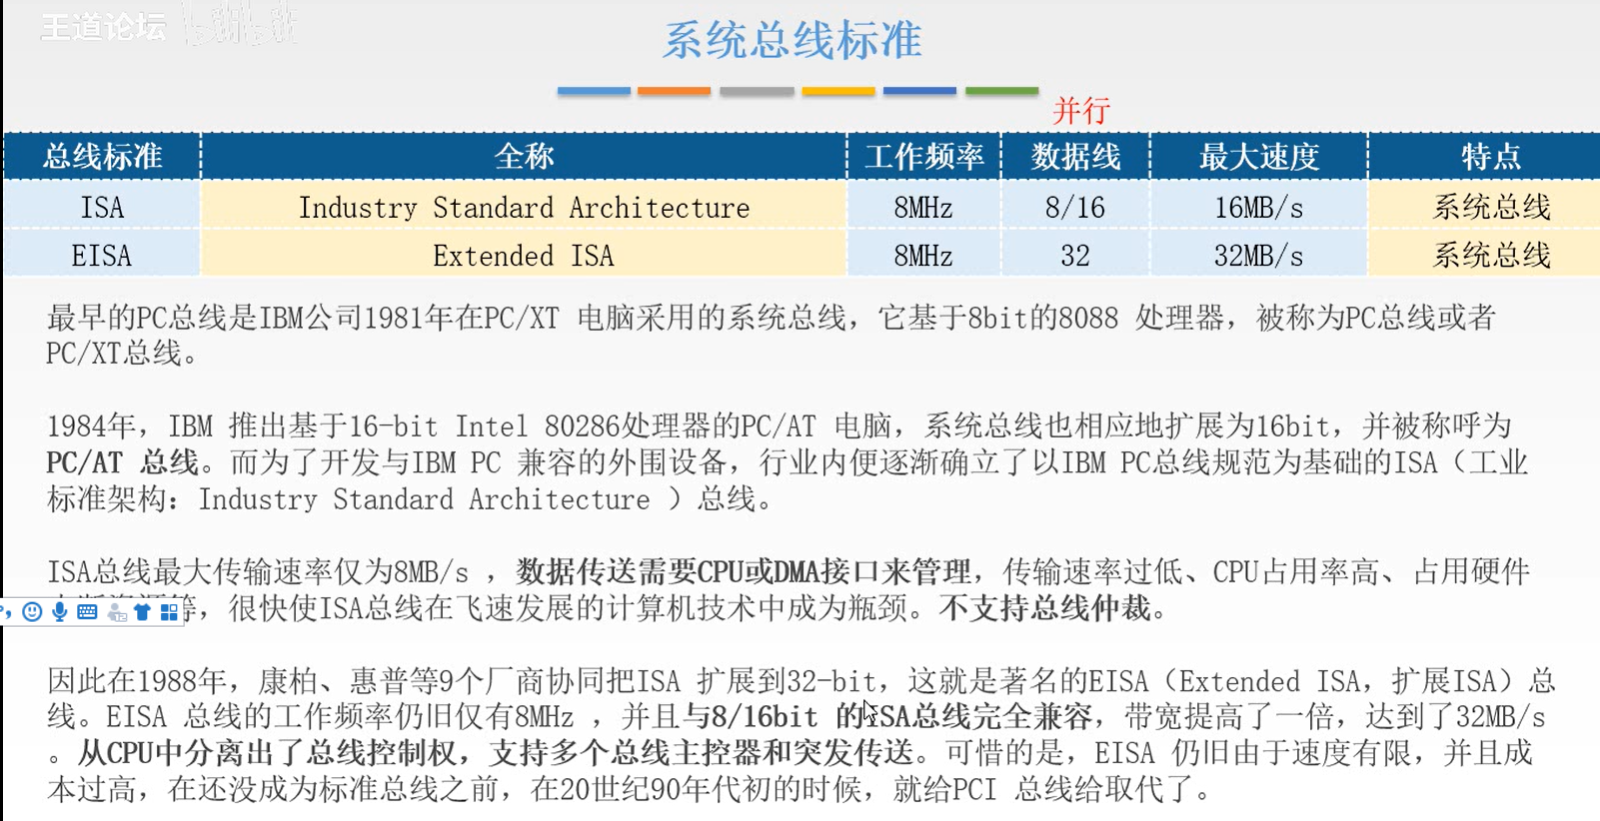 王道论坛 bilibili
系统总线标准
并行
总线标准 全称 工作频率 数据线 最大速度 特点
ISA Industry Standard Architecture 8MHz 8/16 16MB/s 系统总线
EISA Extended ISA 8MHz 32 32MB/s 系统总线
最早的PC总线是IBM公司1981年在PC/XT 电脑采用的系统总线，它基于8bit的8088 处理器，被称为PC总线或者
PC/XT总线。
1984年，IBM 推出基于16-bit Intel 80286处理器的PC/AT 电脑，系统总线也相应地扩展为16bit，并被称呼为
PC/AT 总线。而为了开发与IBM PC 兼容的外围设备，行业内便逐渐确立了以IBM PC总线规范为基础的ISA（工业
标准架构：Industry Standard Architecture ）总线。
ISA总线最大传输速率仅为8MB/s ，数据传送需要CPU或DMA接口来管理，传输速率过低、CPU占用率高、占用硬件
等，很快使ISA总线在飞速发展的计算机技术中成为瓶颈。不支持总线仲裁。
因此在1988年，康柏、惠普等9个厂商协同把ISA 扩展到32-bit，这就是著名的EISA（Extended ISA，扩展ISA）总
线。EISA 总线的工作频率仍旧仅有8MHz ，并且与8/16bit 的ISA总线完全兼容，带宽提高了一倍，达到了32MB/s
。从CPU中分离出了总线控制权，支持多个总线主控器和突发传送。可惜的是，EISA 仍旧由于速度有限，并且成
本过高，在还没成为标准总线之前，在20世纪90年代初的时候，就给PCI 总线给取代了。